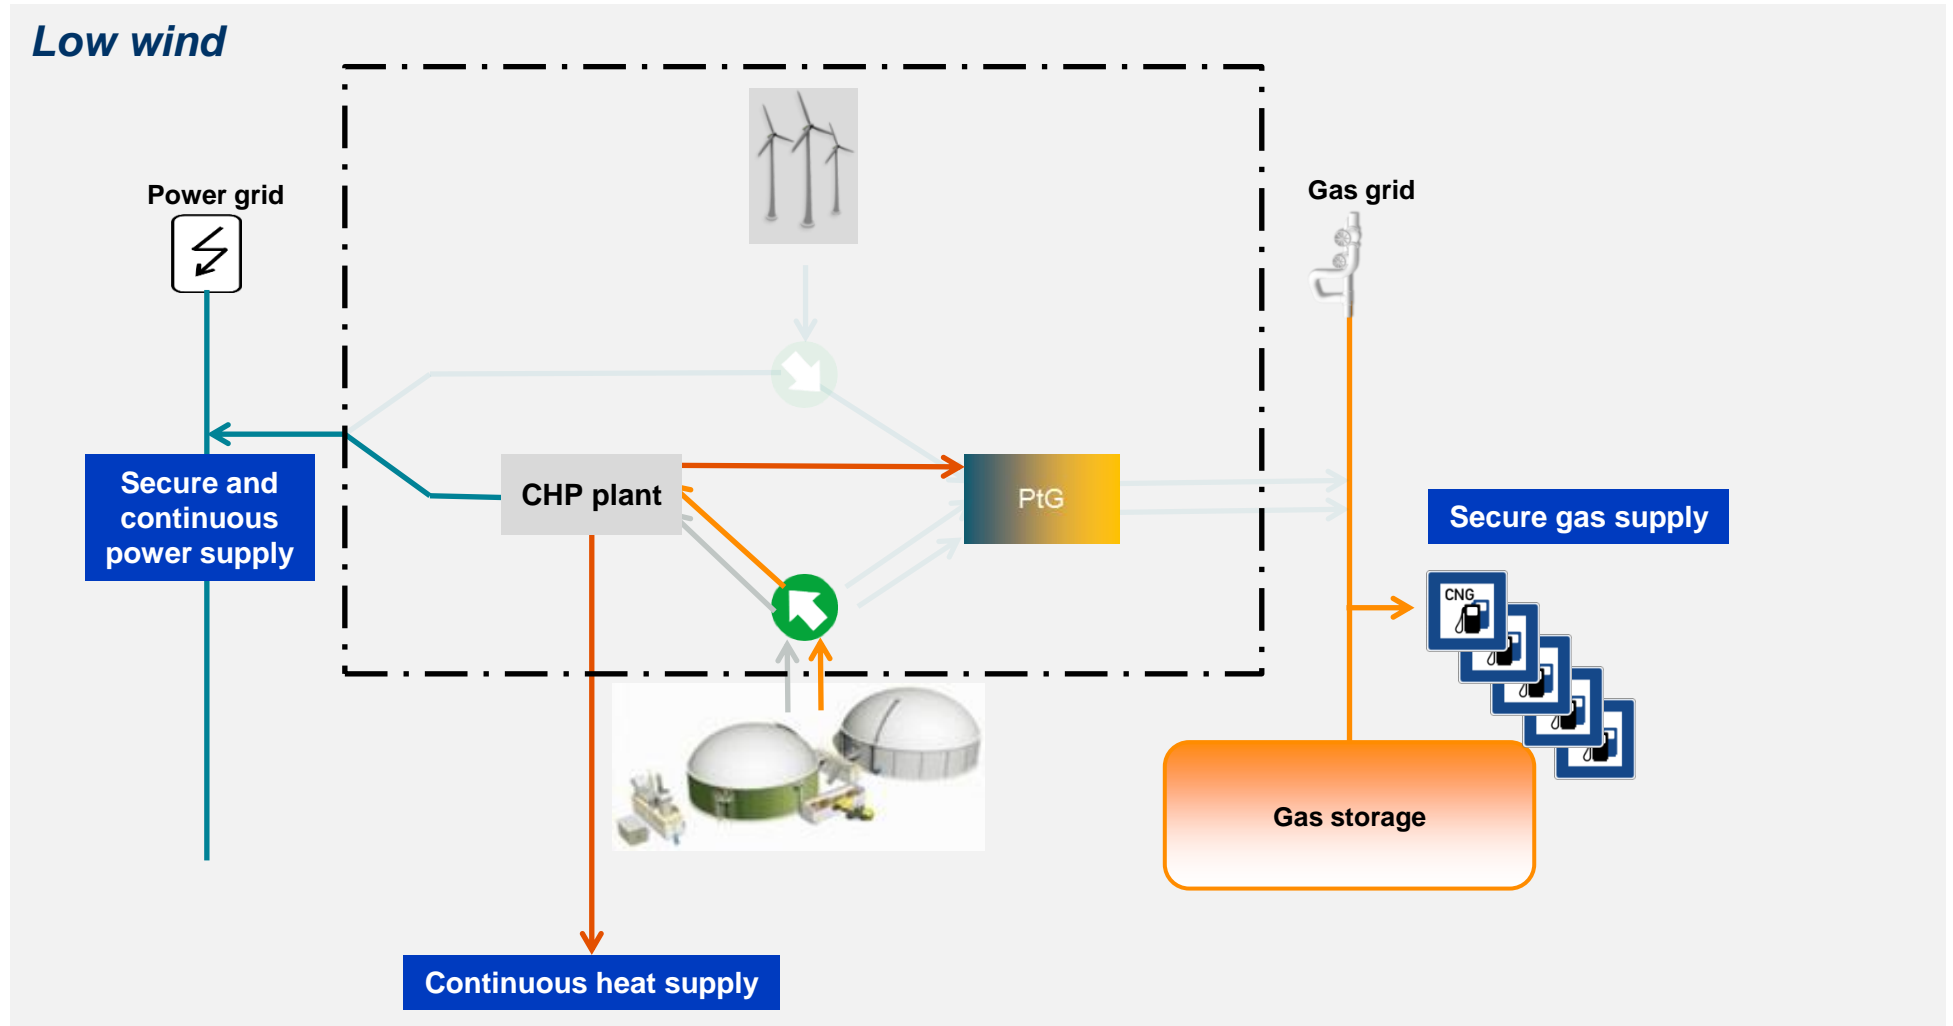 Low wind
Power grid
Gas grid
Secure and
continuous
power supply
CHP plant
PtG
Secure gas supply
CNG
Gas storage
Continuous heat supply